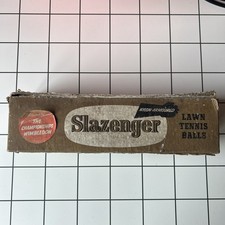 THE
CHAMPIONSHIPS
WIMBLEDON
Slazenger
LAWN
TENNIS
BALLS